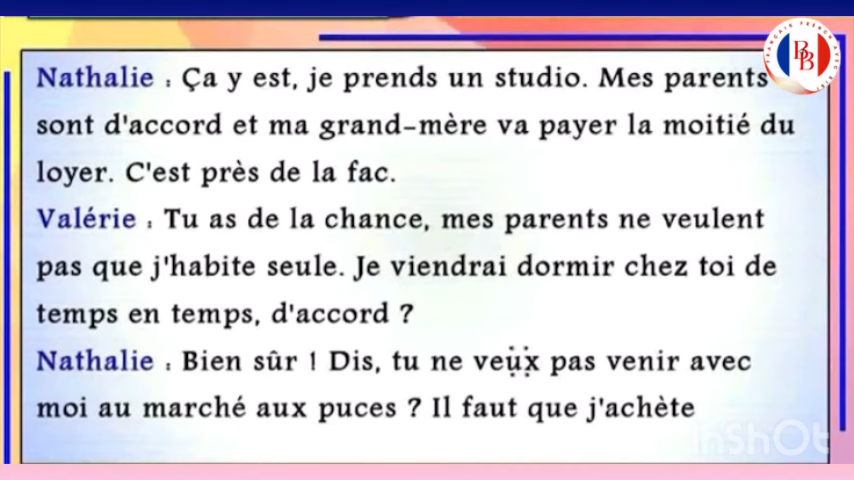 Nathalie : Ça y est, je prends un studio. Mes parents
sont d'accord et ma grand-mère va payer la moitié du
loyer. C'est près de la fac.
Valérie : Tu as de la chance, mes parents ne veulent
pas que j'habite seule. Je viendrai dormir chez toi de
temps en temps, d'accord ?
Nathalie : Bien sûr ! Dis, tu ne veux pas venir avec
moi au marché aux puces ? Il faut que j'achète
InShOt
BB